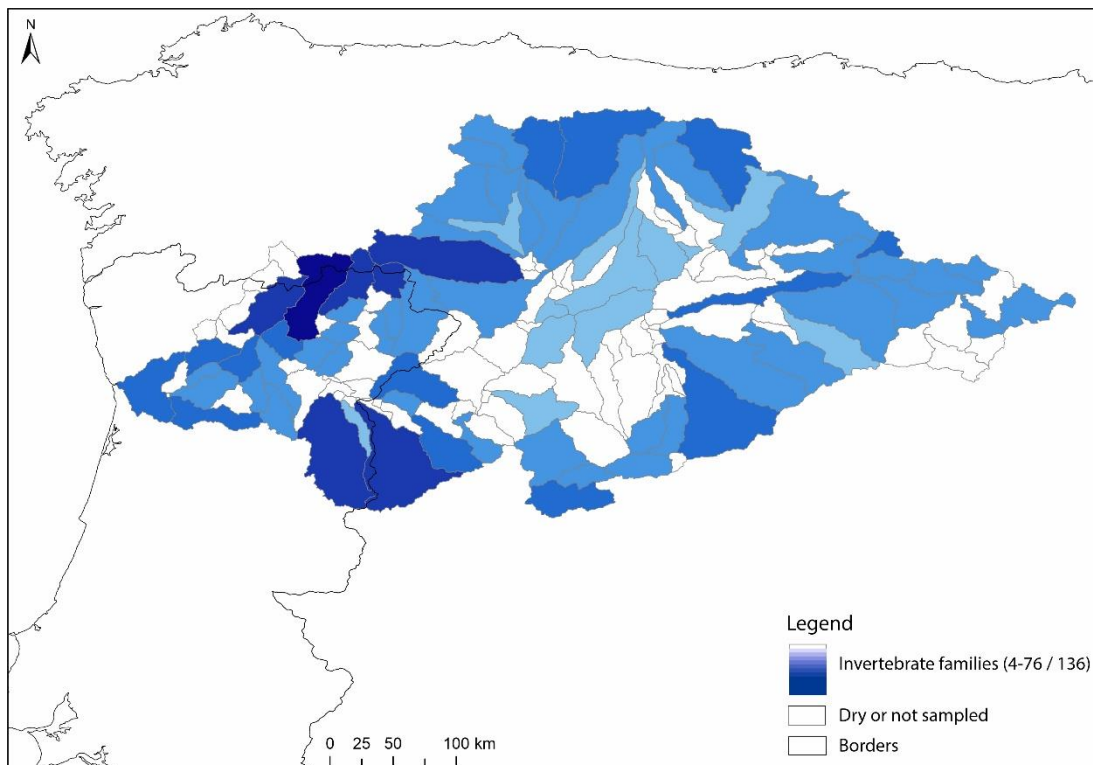 N
Legend
Invertebrate families (4-76 / 136)
Dry or not sampled
Borders
0 25 50 100 km